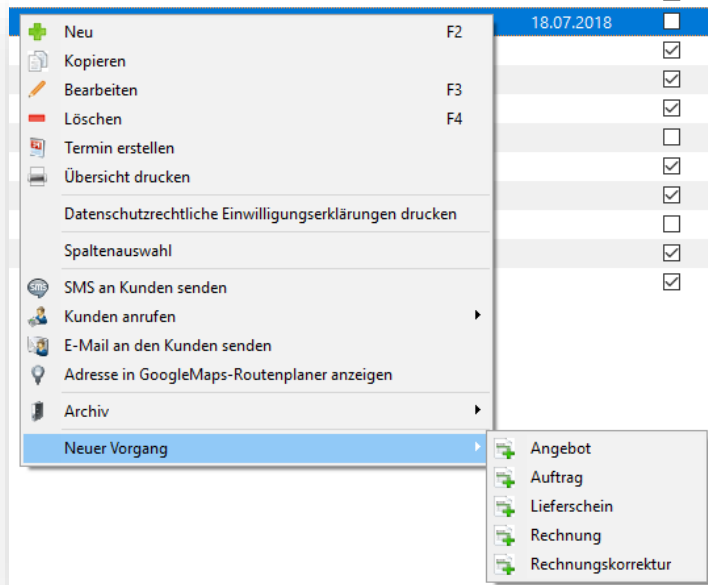 18.07.2018
Neu F2
Kopieren
Bearbeiten F3
Löschen F4
Termin erstellen
Übersicht drucken
Datenschutzrechtliche Einwilligungserklärungen drucken
Spaltenauswahl
SMS an Kunden senden
Kunden anrufen
E-Mail an den Kunden senden
Adresse in GoogleMaps-Routenplaner anzeigen
Archiv
Neuer Vorgang
Angebot
Auftrag
Lieferschein
Rechnung
Rechnungskorrektur